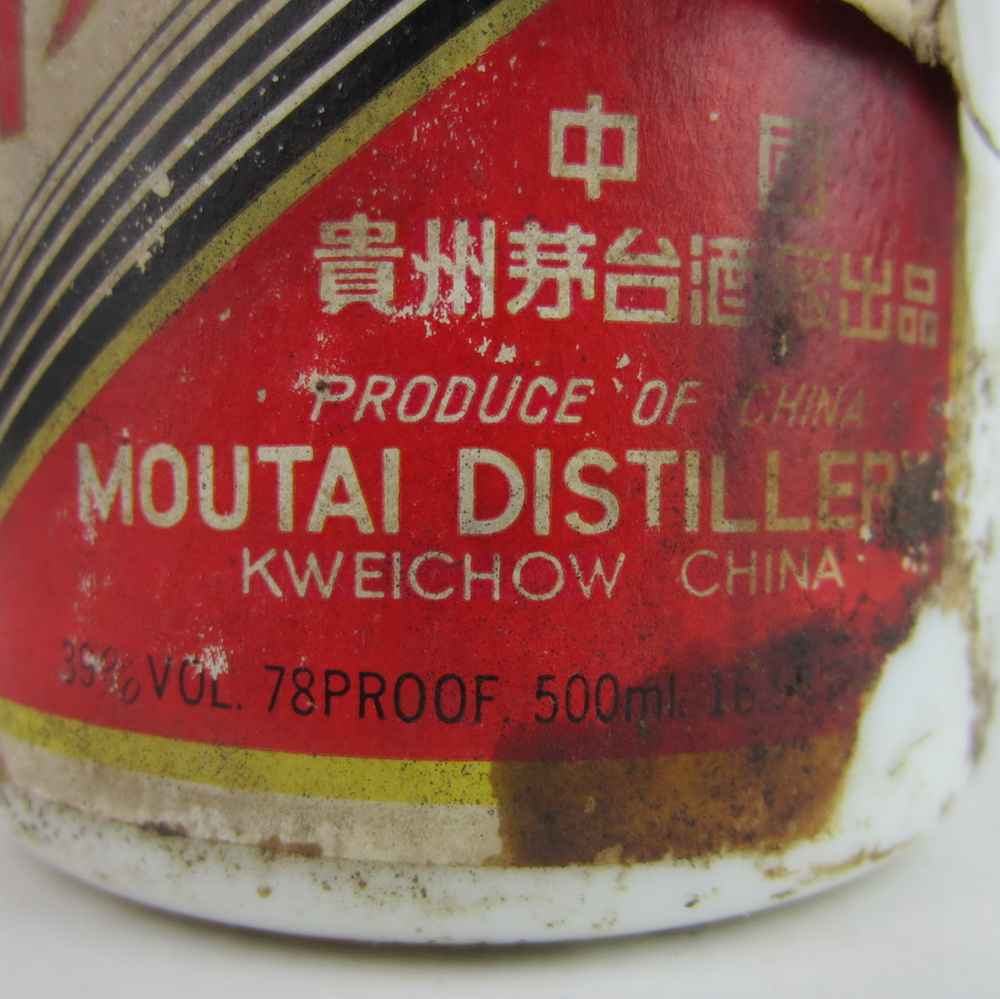 中國
貴州茅台酒廠出品
PRODUCE OF CHINA
MOUTAI DISTILLERY
KWEICHOW CHINA
39% VOL. 78PROOF. 500ml.